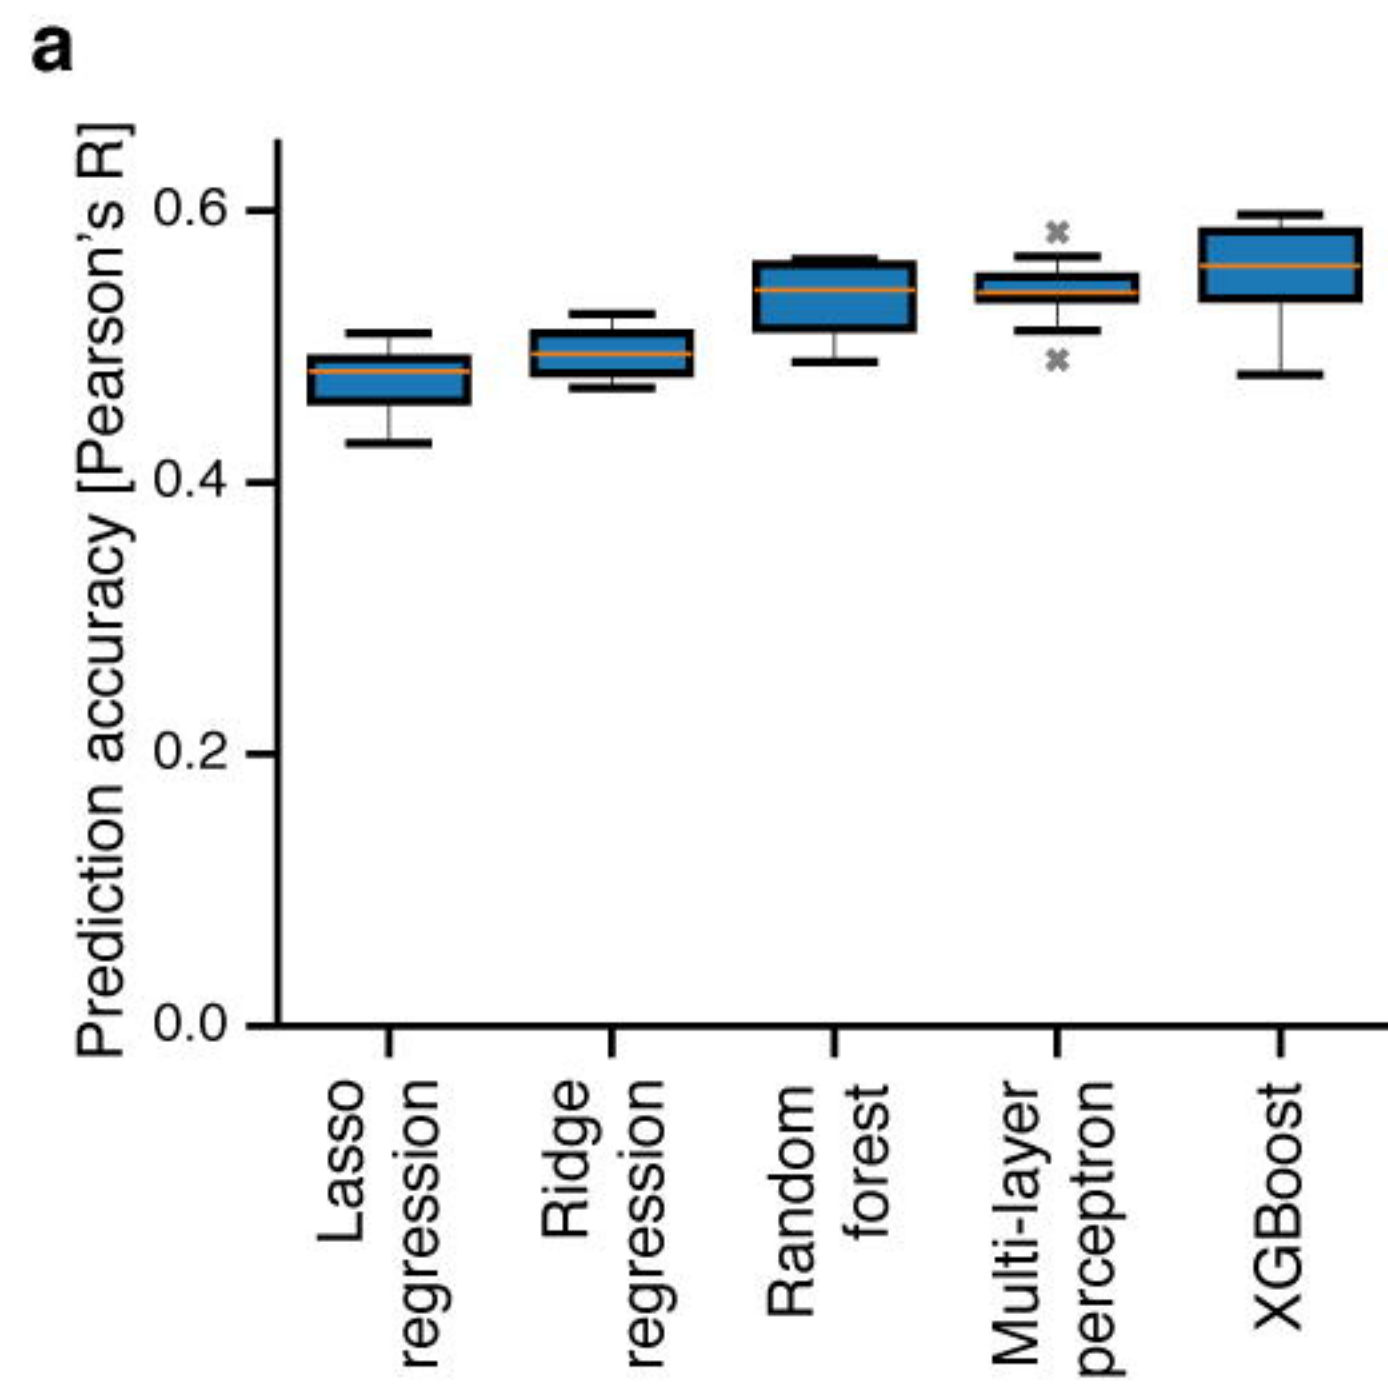 a
Prediction accuracy [Pearson's R]
0.6
0.4
0.2
0.0
Lasso
regression
Ridge
regression
Random
forest
Multi-layer
perceptron
XGBoost